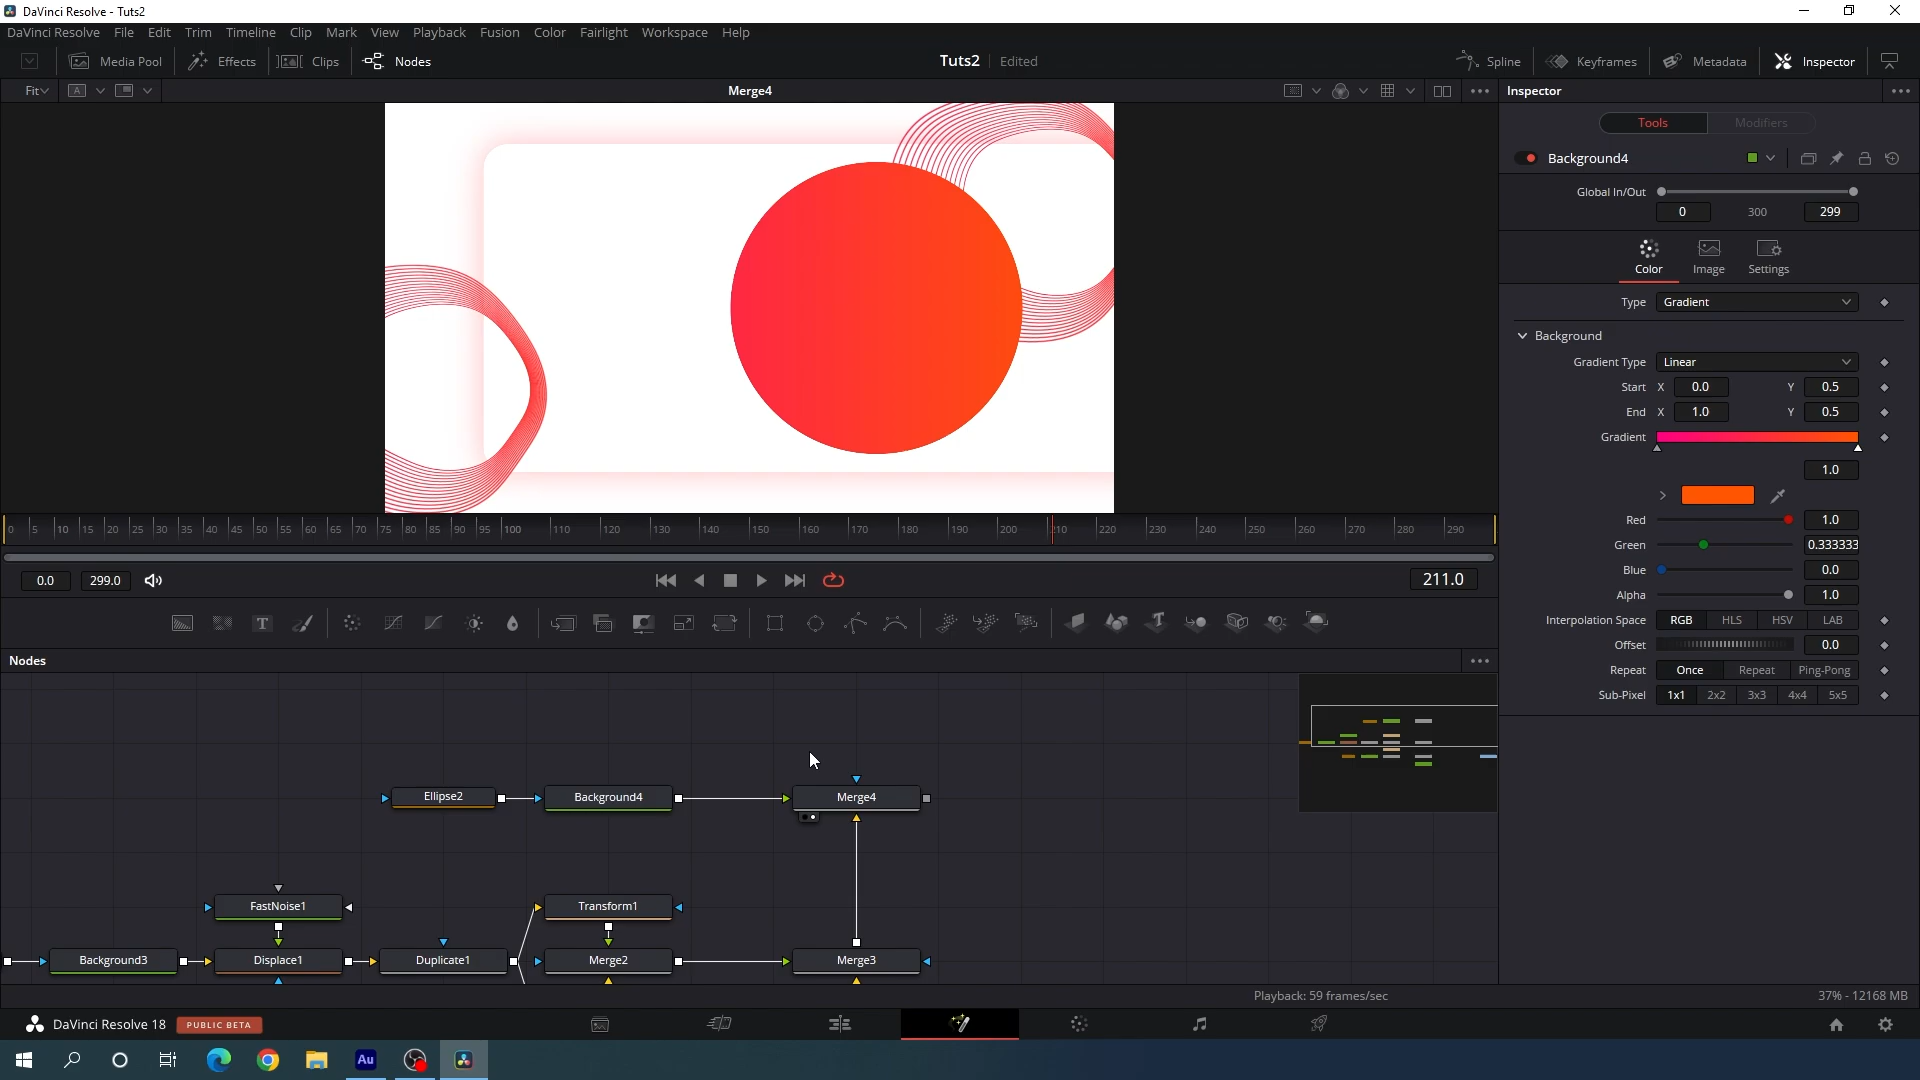 DaVinci Resolve - Tuts2
DaVinci Resolve File Edit Trim Timeline Clip Mark View Playback Fusion Color Fairlight Workspace Help
Media Pool Effects Clips Nodes Tuts2 Edited Spline Keyframes Metadata Inspector
Fit A Merge4 Inspector
Tools Modifiers
Background4
Global In/Out
0 300 299
Color Image Settings
Type Gradient
Background
Gradient Type Linear
Start X 0.0 Y 0.5
End X 1.0 Y 0.5
Gradient
1.0
Red 1.0
Green 0.333333
Blue 0.0
Alpha 1.0
Interpolation Space RGB HLS HSV LAB
Offset 0.0
Repeat Once Repeat Ping-Pong
Sub-Pixel 1x1 2x2 3x3 4x4 5x5
0 5 10 15 20 25 30 35 40 45 50 55 60 65 70 75 80 85 90 95 100 110 120 130 140 150 160 170 180 190 200 210 220 230 240 250 260 270 280 290
0.0 299.0 211.0
T T
Nodes
Ellipse2 Background4 Merge4
FastNoise1 Transform1
Background3 Displace1 Duplicate1 Merge2 Merge3
Playback: 59 frames/sec 37% - 12168 MB
DaVinci Resolve 18 PUBLIC BETA
Au